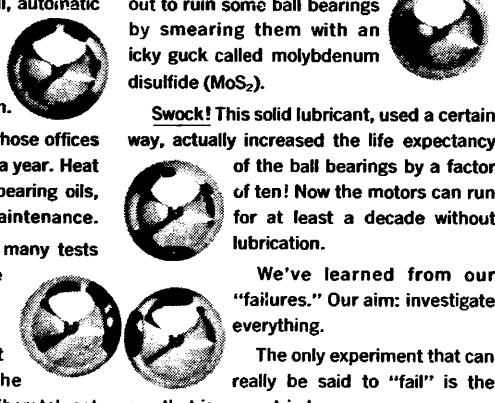 automatic
n.
hose offices
a year. Heat
bearing oils,
aintenance.
many tests
e
t
he
out to ruin some ball bearings
by smearing them with an
icky guck called molybdenum
disulfide (MoS₂).
Swock! This solid lubricant, used a certain
way, actually increased the life expectancy
of the ball bearings by a factor
of ten! Now the motors can run
for at least a decade without
lubrication.
We've learned from our
"failures." Our aim: investigate
everything.
The only experiment that can
really be said to "fail" is the